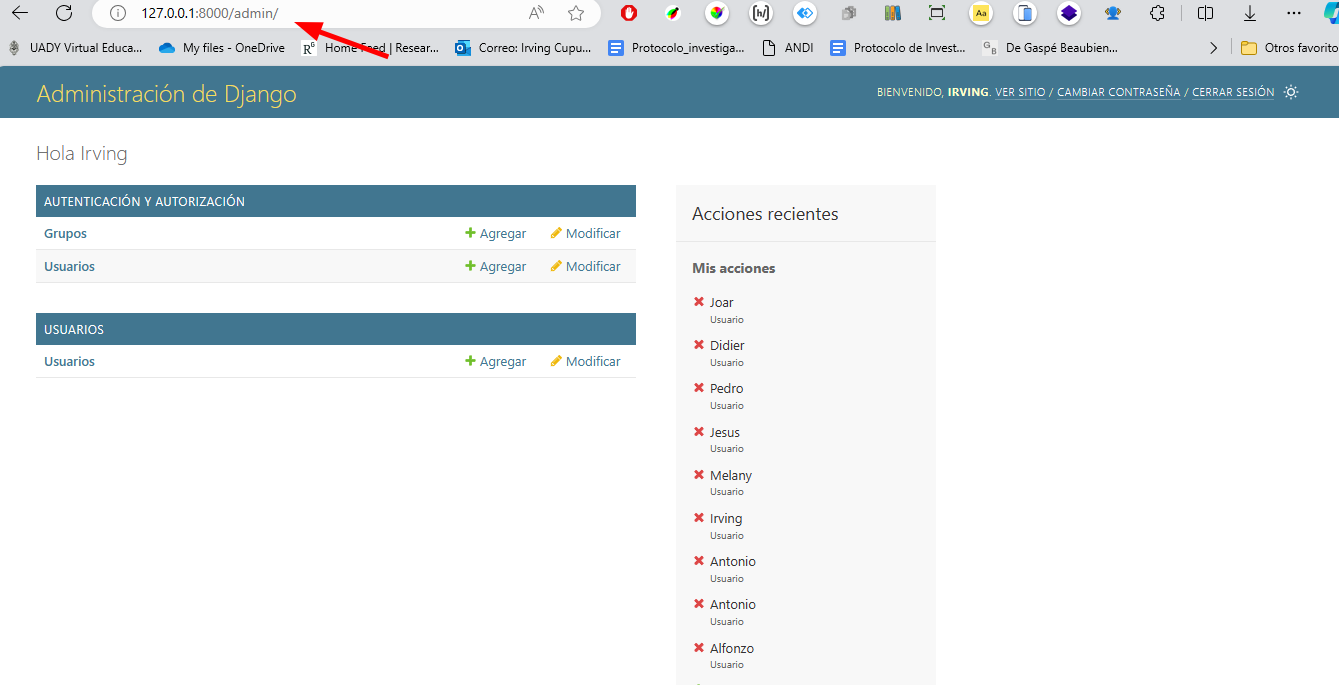 127.0.0.1:8000/admin/
UADY Virtual Educa... My files - OneDrive Home Feed | Resear... Correo: Irving Cupu... Protocolo_investiga... ANDI Protocolo de Invest... De Gaspé Beaubien... Otros favorito
Administración de Django
BIENVENIDO, IRVING. VER SITIO / CAMBIAR CONTRASEÑA / CERRAR SESIÓN
Hola Irving
AUTENTICACIÓN Y AUTORIZACIÓN
Grupos Agregar Modificar
Usuarios Agregar Modificar
USUARIOS
Usuarios Agregar Modificar
Acciones recientes
Mis acciones
Joar
Usuario
Didier
Usuario
Pedro
Usuario
Jesus
Usuario
Melany
Usuario
Irving
Usuario
Antonio
Usuario
Antonio
Usuario
Alfonzo
Usuario